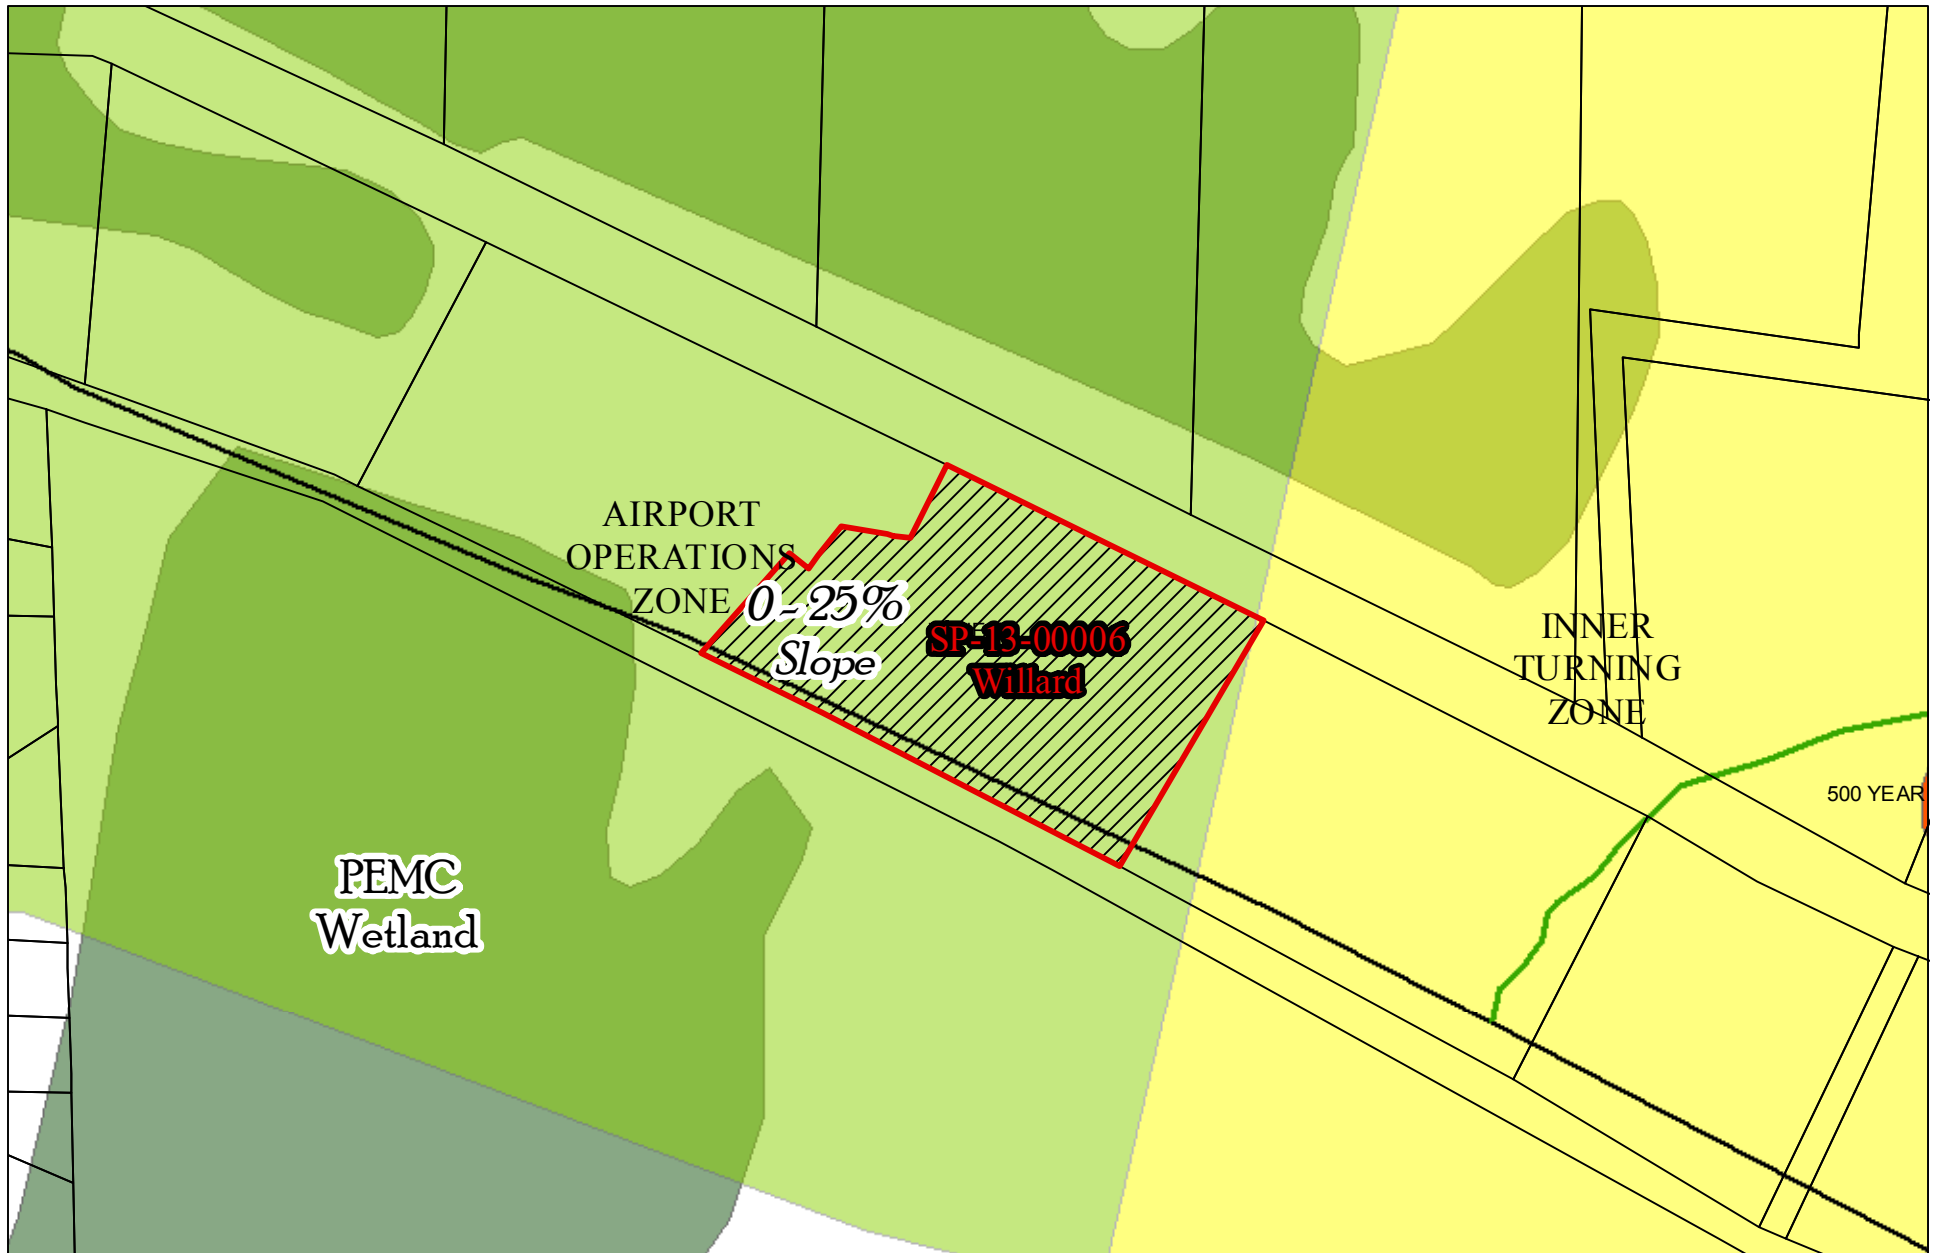 AIRPORT
OPERATIONS
ZONE
0-25%
Slope
SP-13-00006
Willard
INNER
TURNING
ZONE
500 YEAR
PEMC
Wetland